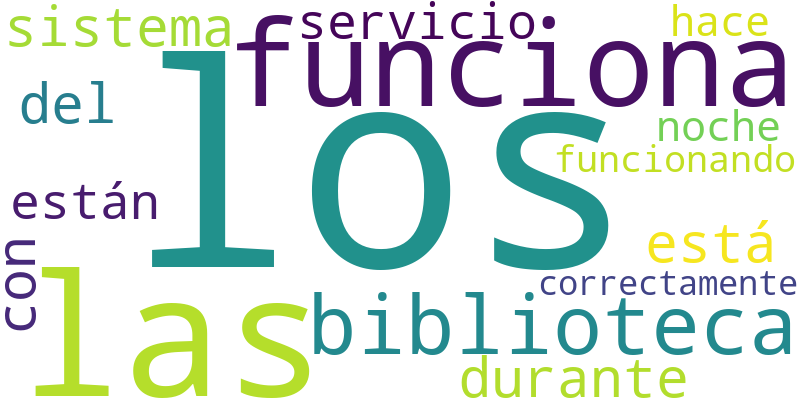 sistema
servicio
hace
funciona
del
los
noche
funcionando
están
está
con
correctamente
las
biblioteca
durante